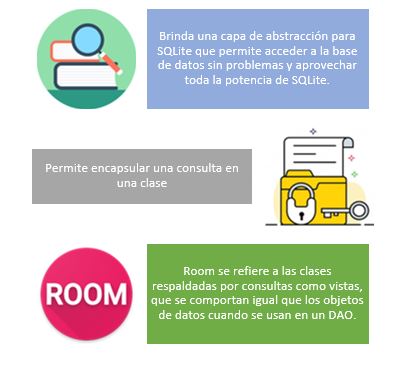 Brinda una capa de abstracción para
SQLite que permite acceder a la base
de datos sin problemas y aprovechar
toda la potencia de SQLite.
Permite encapsular una consulta en
una clase
ROOM
Room se refiere a las clases
respaldadas por consultas como vistas,
que se comportan igual que los objetos
de datos cuando se usan en un DAO.